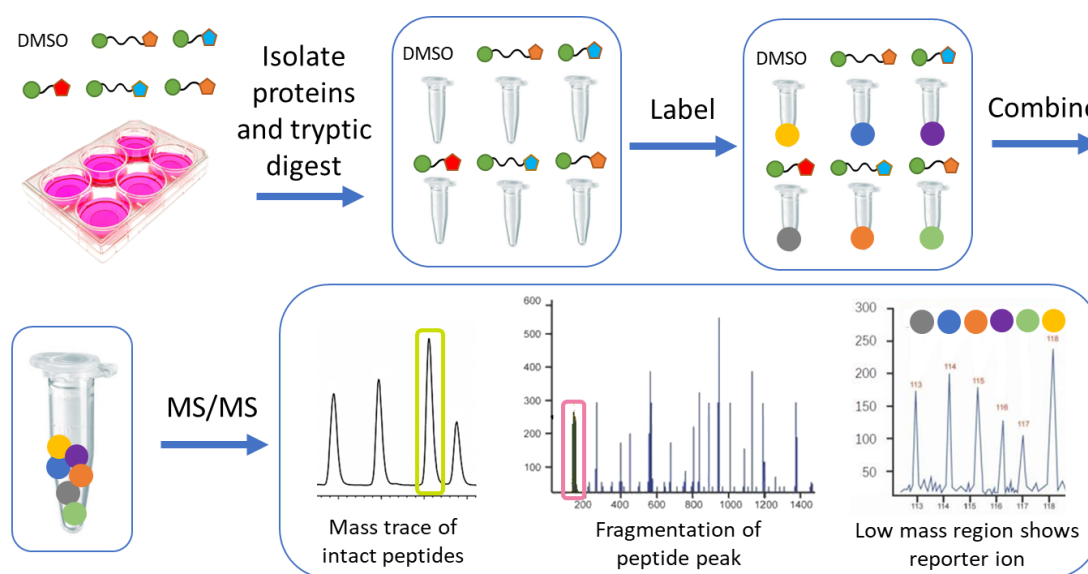 DMSO
Isolate
proteins
and tryptic
digest
DMSO
Label
DMSO
Combine
MS/MS
Mass trace of
intact peptides
600
500
400
300
200
100
200 400 600 800 1000 1200 1400
Fragmentation of
peptide peak
300
250
200
150
100
50
113
114
115
116
117
118
113 114 115 116 117 118
Low mass region shows
reporter ion